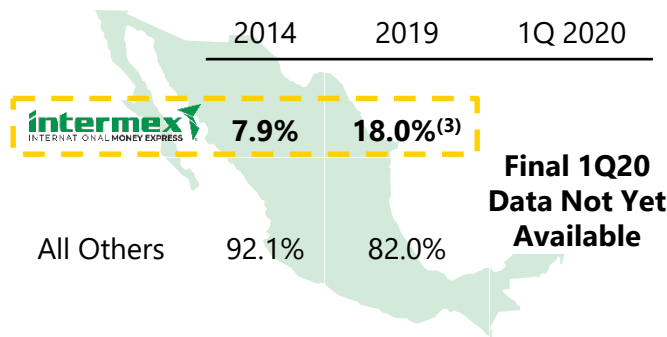 2014 2019 1Q 2020
intermex
INTERNATIONAL MONEY EXPRESS
7.9% 18.0%(3)
Final 1Q20
Data Not Yet
Available
All Others 92.1% 82.0%